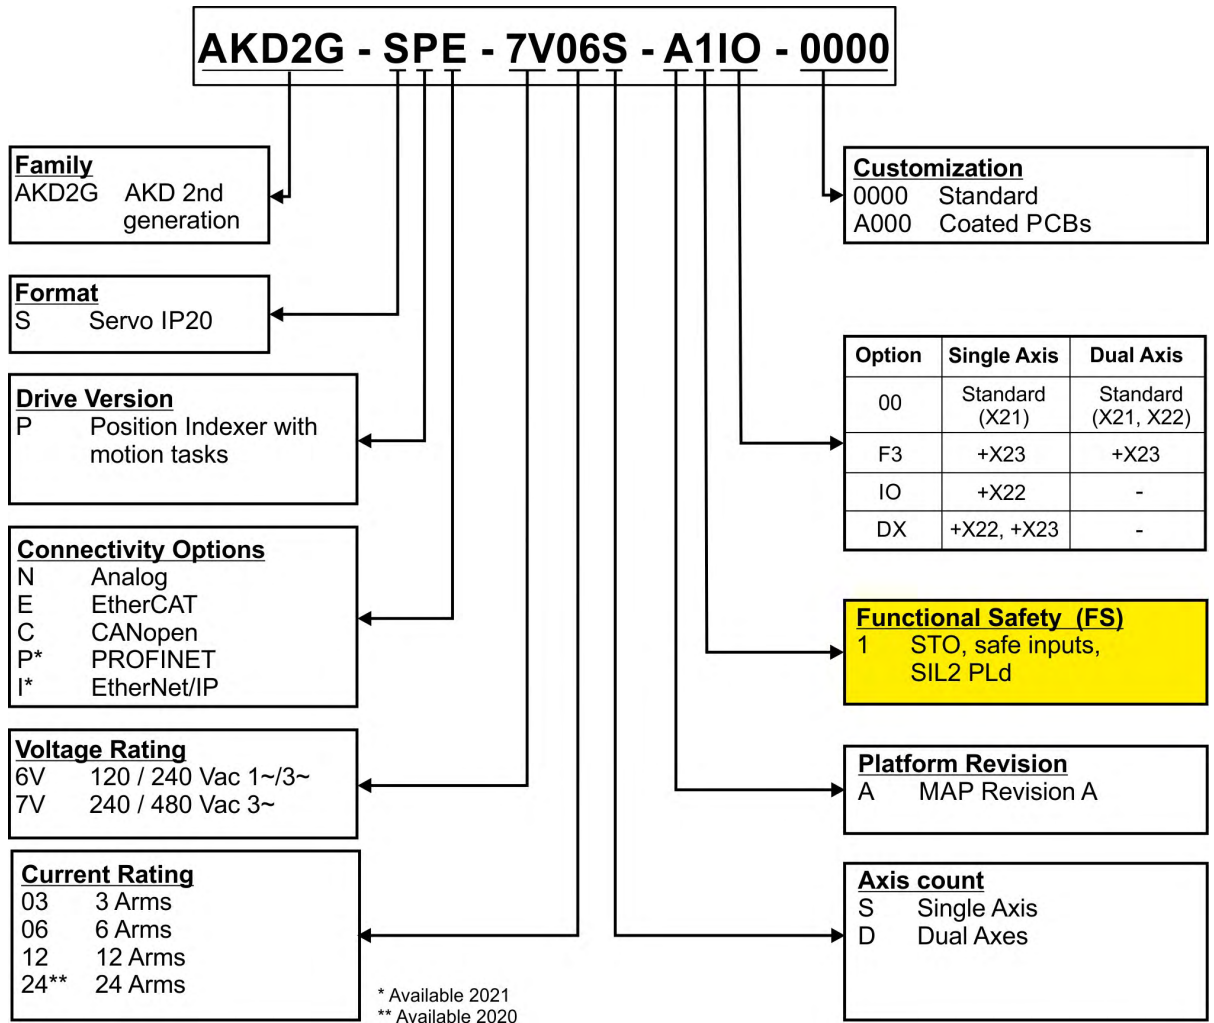 AKD2G - SPE - 7V06S - A1IO - 0000
Family
AKD2G AKD 2nd
generation
Format
S Servo IP20
Drive Version
P Position Indexer with
motion tasks
Connectivity Options
N Analog
E EtherCAT
C CANopen
P* PROFINET
I* EtherNet/IP
Voltage Rating
6V 120 / 240 Vac 1~/3~
7V 240 / 480 Vac 3~
Current Rating
03 3 Arms
06 6 Arms
12 12 Arms
24** 24 Arms
* Available 2021
** Available 2020
Customization
0000 Standard
A000 Coated PCBs
Option Single Axis Dual Axis
00 Standard (X21) Standard (X21, X22)
F3 +X23 +X23
IO +X22 -
DX +X22, +X23 -
Functional Safety (FS)
1 STO, safe inputs,
SIL2 PLd
Platform Revision
A MAP Revision A
Axis count
S Single Axis
D Dual Axes